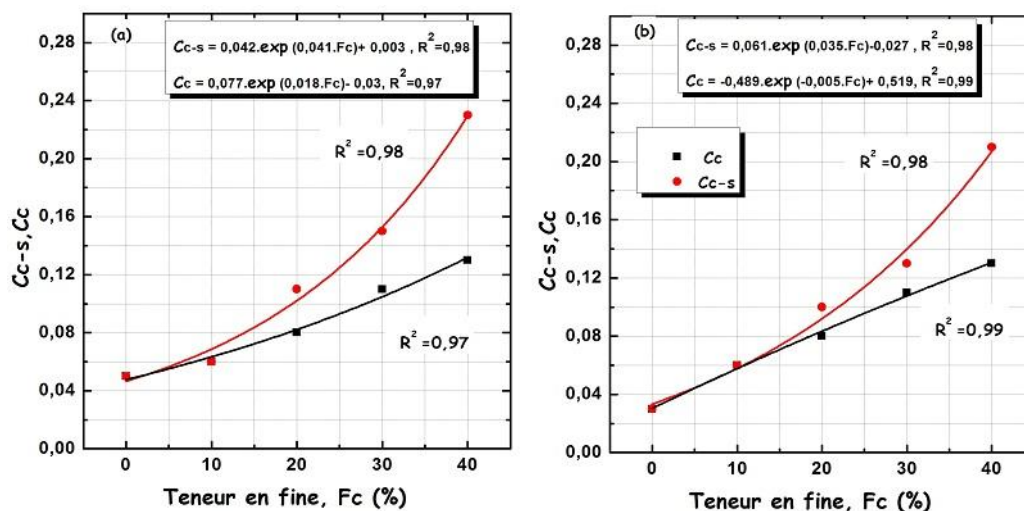 (a)
Cc-s = 0,042.exp (0,041.Fc)+ 0,003 , R²=0,98
Cc = 0,077.exp (0,018.Fc)- 0,03, R²=0,97
R² =0,98
R² =0,97
0,28
0,24
0,20
0,16
0,12
0,08
0,04
0,00
Cc-s,Cc
0 10 20 30 40
Teneur en fine, Fc (%)
(b)
Cc-s = 0,061.exp (0,035.Fc)-0,027 , R²=0,98
Cc = -0,489.exp (-0,005.Fc)+ 0,519, R²=0,99
Cc
Cc-s
R² =0,98
R² =0,99
0,28
0,24
0,20
0,16
0,12
0,08
0,04
0,00
Cc-s,Cc
0 10 20 30 40
Teneur en fine, Fc (%)